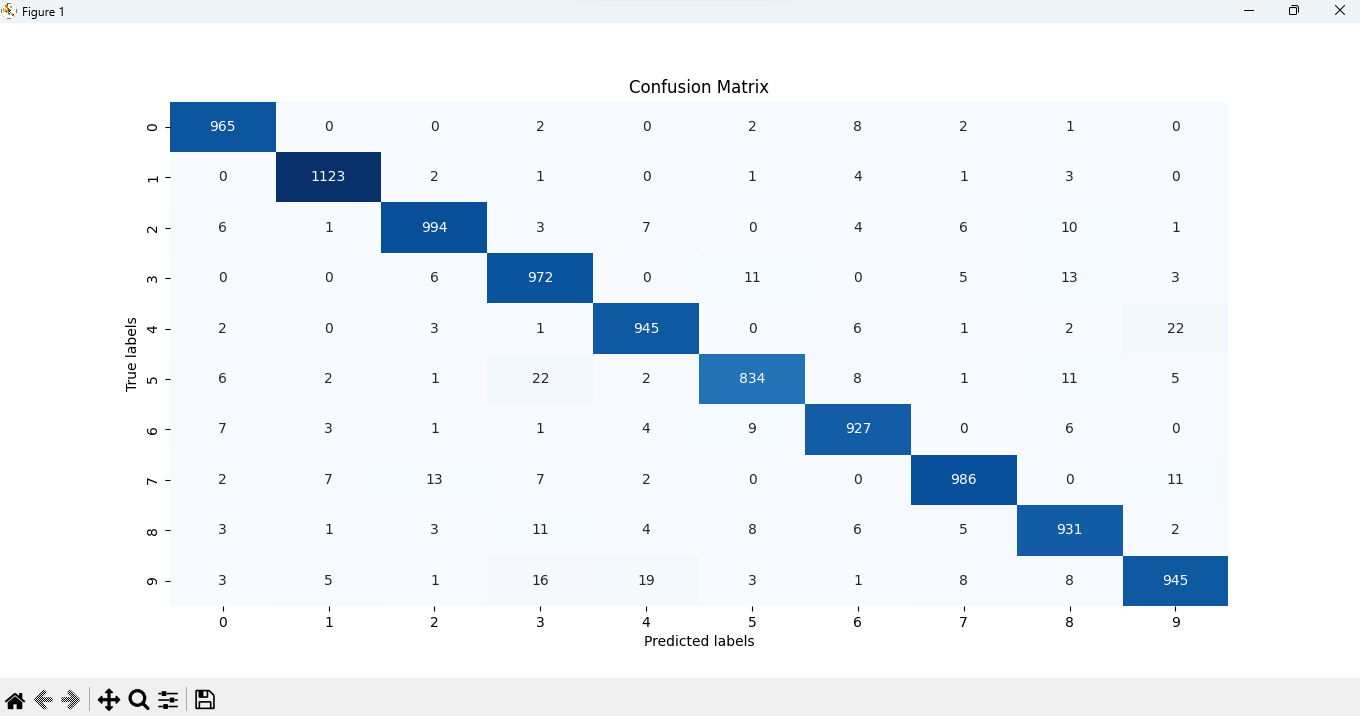 Figure 1
Confusion Matrix
0 965 0 0 2 0 2 8 2 1 0
1 0 1123 2 1 0 1 4 1 3 0
2 6 1 994 3 7 0 4 6 10 1
3 0 0 6 972 0 11 0 5 13 3
4 2 0 3 1 945 0 6 1 2 22
5 6 2 1 22 2 834 8 1 11 5
6 7 3 1 1 4 9 927 0 6 0
7 2 7 13 7 2 0 0 986 0 11
8 3 1 3 11 4 8 6 5 931 2
9 3 5 1 16 19 3 1 8 8 945
True labels
0 1 2 3 4 5 6 7 8 9
Predicted labels